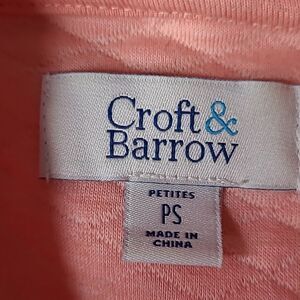 Croft &
Barrow
PETITES
PS
MADE IN
CHINA